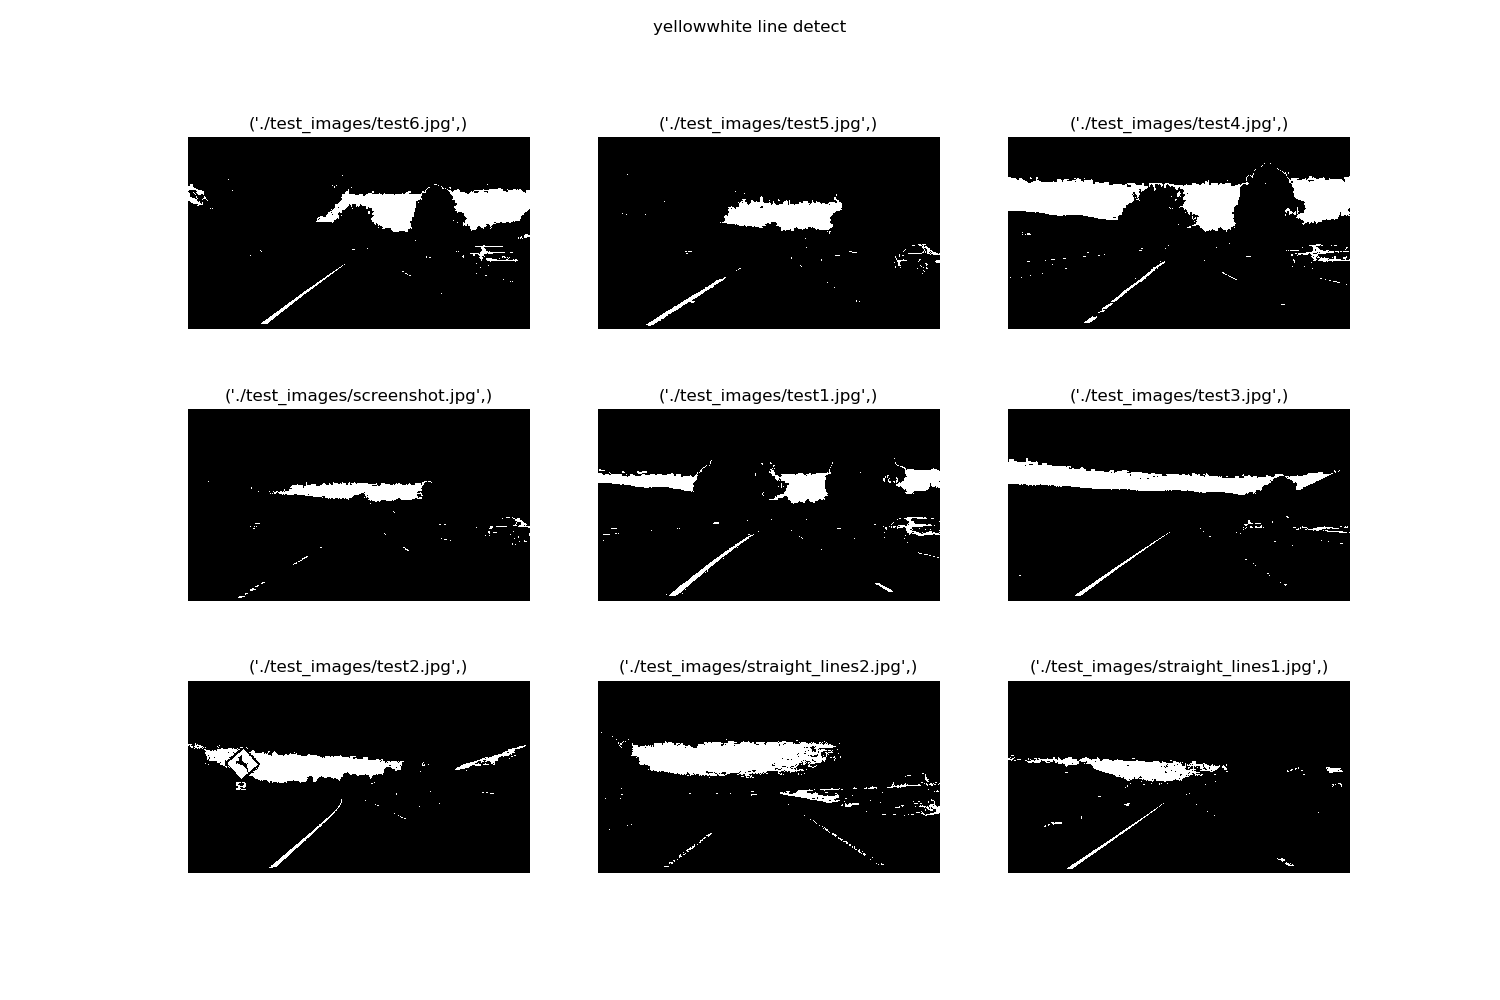 yellowwhite line detect
('./test_images/test6.jpg',)
('./test_images/test5.jpg',)
('./test_images/test4.jpg',)
('./test_images/screenshot.jpg',)
('./test_images/test1.jpg',)
('./test_images/test3.jpg',)
('./test_images/test2.jpg',)
('./test_images/straight_lines2.jpg',)
('./test_images/straight_lines1.jpg',)